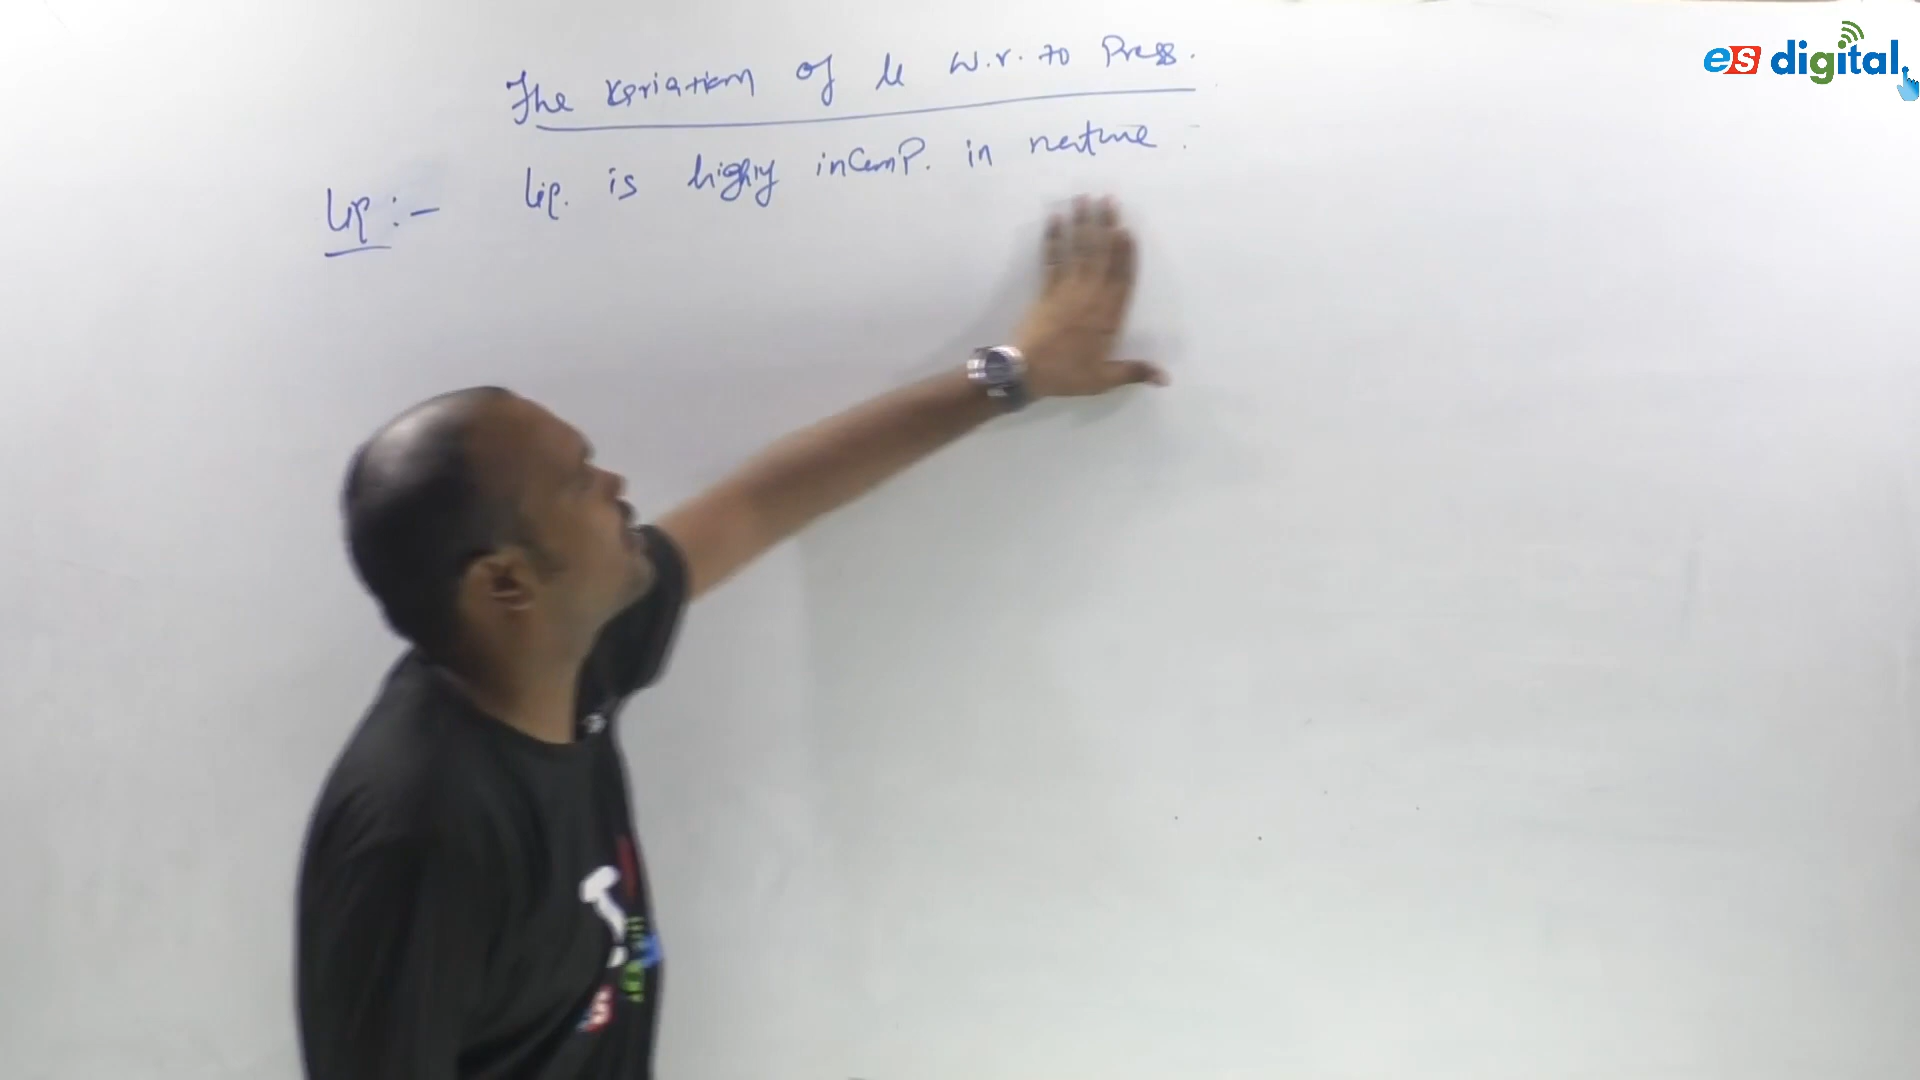 The variation of μ w.r. to Press.
liq :- liq. is highly incomp. in nature.
es digital.